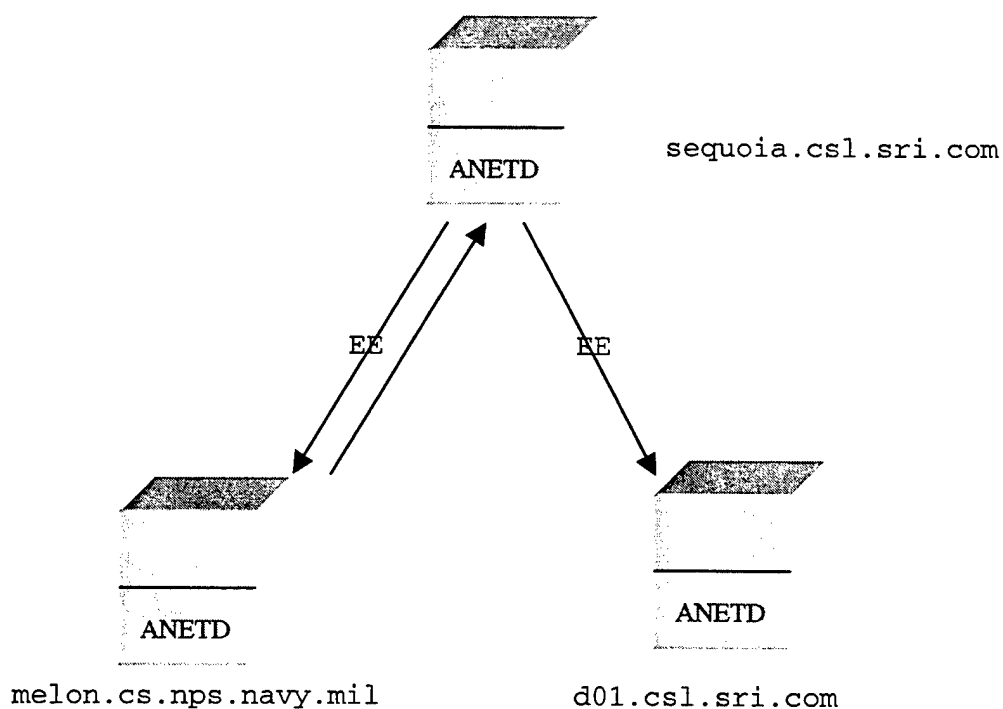 sequoia.csl.sri.com
ANETD
EE
EE
ANETD
ANETD
melon.cs.nps.navy.mil
d01.csl.sri.com